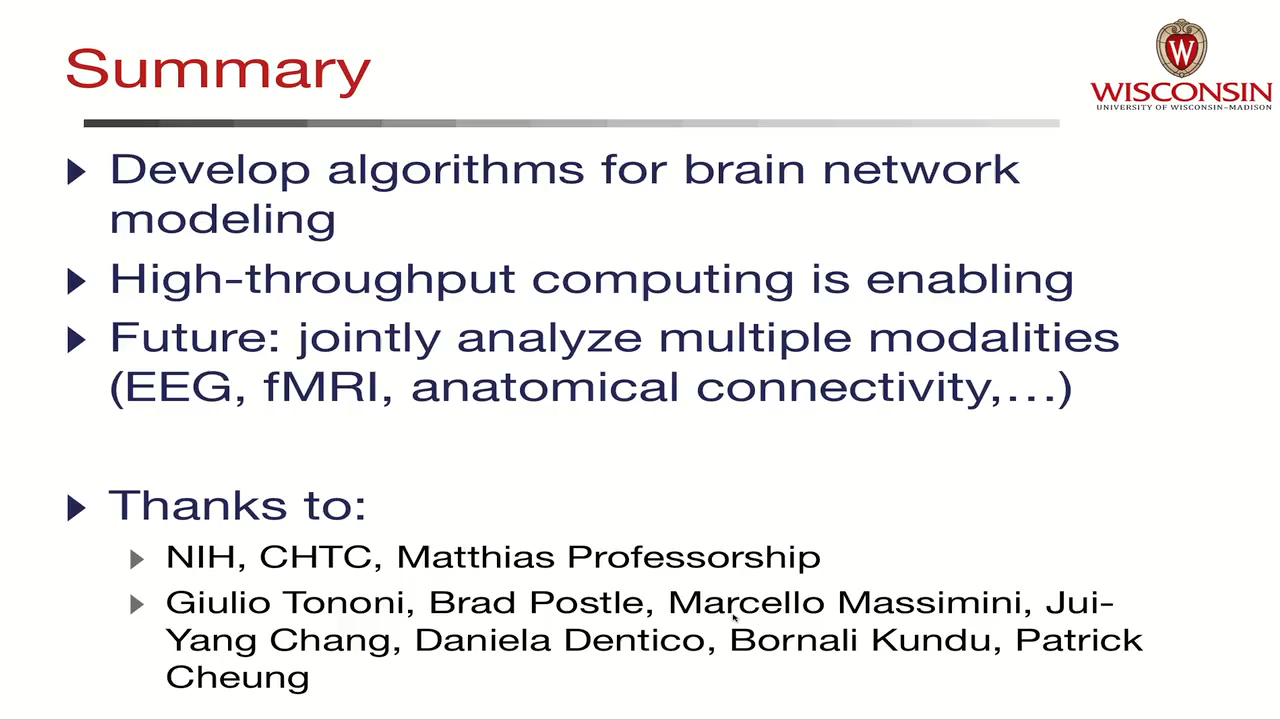 Summary
W
WISCONSIN
UNIVERSITY OF WISCONSIN–MADISON
Develop algorithms for brain network
modeling
High-throughput computing is enabling
Future: jointly analyze multiple modalities
(EEG, fMRI, anatomical connectivity,…)
Thanks to:
NIH, CHTC, Matthias Professorship
Giulio Tononi, Brad Postle, Marcello Massimini, Jui-
Yang Chang, Daniela Dentico, Bornali Kundu, Patrick
Cheung